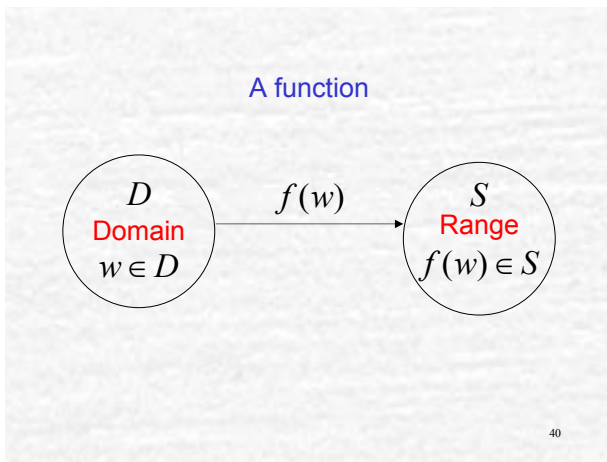 A function
D
Domain
w ∈ D
f(w)
S
Range
f(w) ∈ S
40